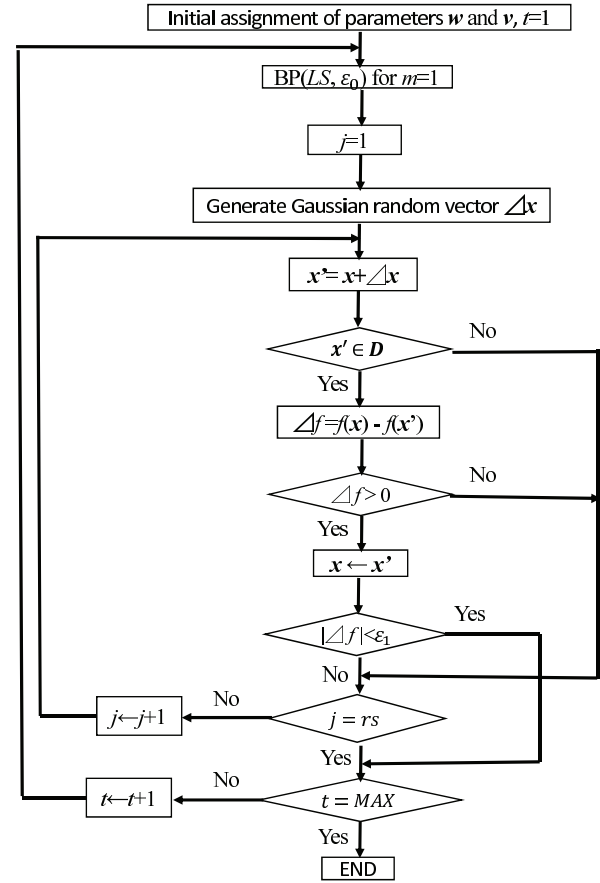 Initial assignment of parameters w and v, t=1
BP(LS, ε₀) for m=1
j=1
Generate Gaussian random vector ⊿x
x’= x+⊿x
x′ ∈ D
No
Yes
⊿f=f(x) - f(x’)
⊿f > 0
No
Yes
x ← x’
|⊿f|<ε₁
Yes
No
j = rs
No
j←j+1
Yes
t = MAX
No
t←t+1
Yes
END